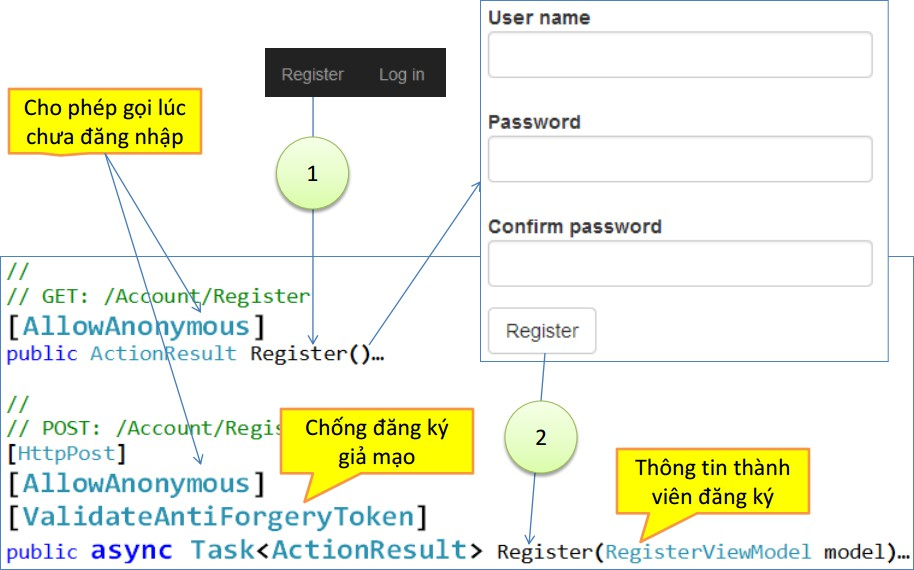 User name
Register Log in
Cho phép gọi lúc
chưa đăng nhập
Password
1
Confirm password
//
// GET: /Account/Register
[AllowAnonymous]
public ActionResult Register()…
Register
//
// POST: /Account/Regis
Chống đăng ký
giả mạo
2
[HttpPost]
[AllowAnonymous]
Thông tin thành
viên đăng ký
[ValidateAntiForgeryToken]
public async Task<ActionResult> Register(RegisterViewModel model)…